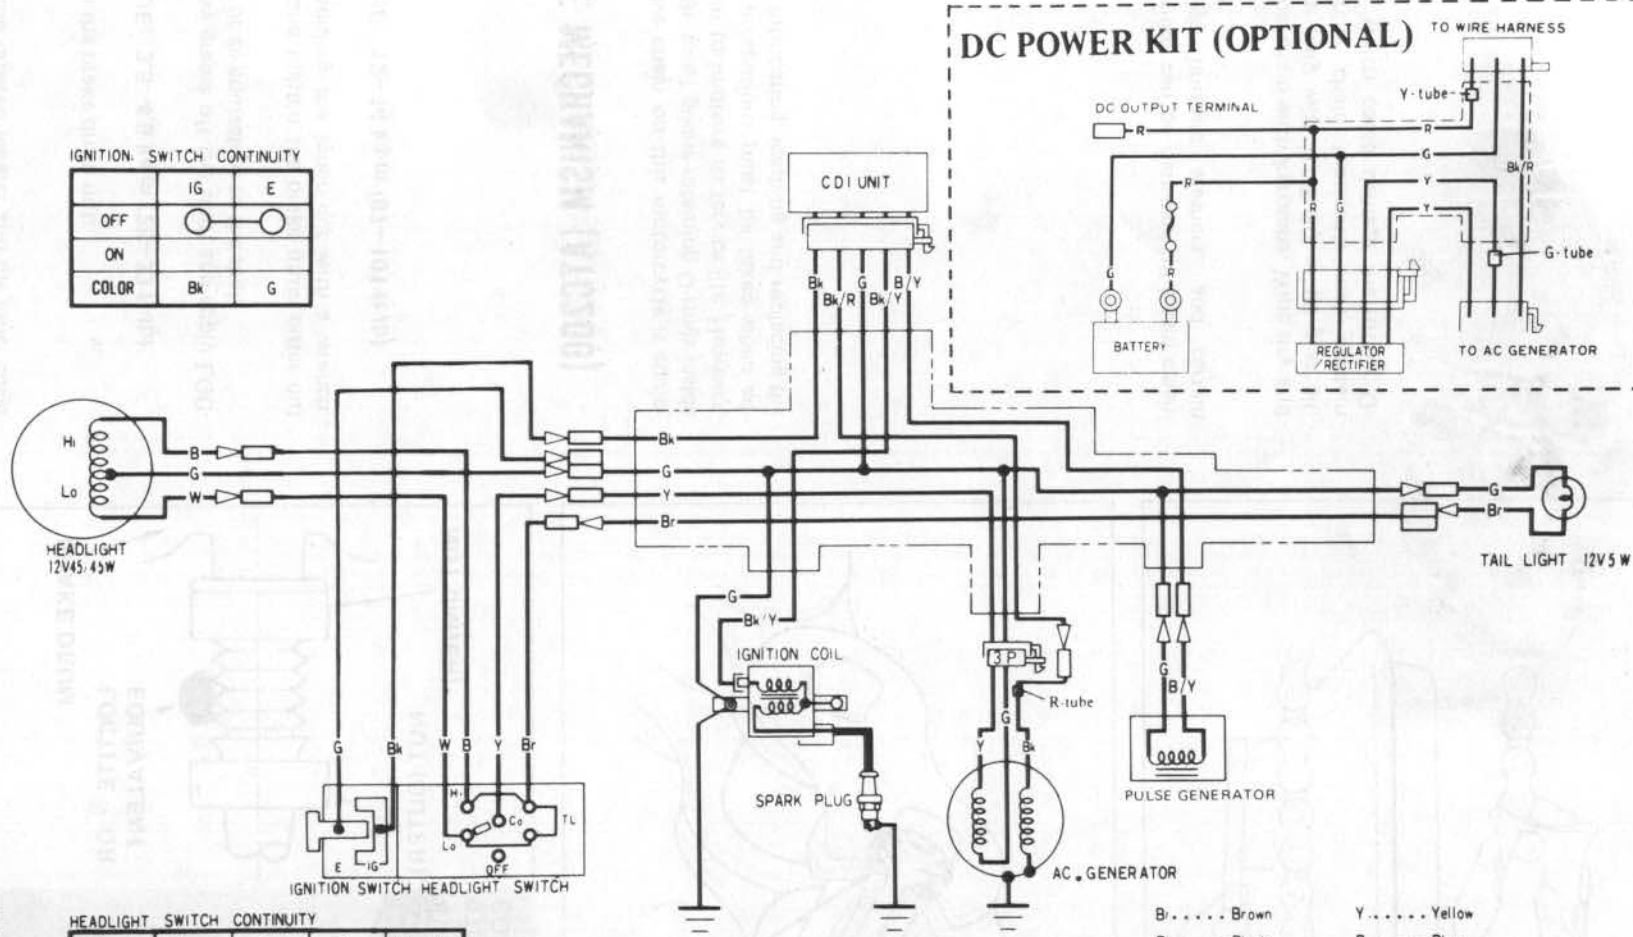 DC POWER KIT (OPTIONAL)
TO WIRE HARNESS
Y-tube
DC OUTPUT TERMINAL
R
R
G
Bk/R
Y
R
R
G
Y
G-tube
G
R
BATTERY
REGULATOR
/RECTIFIER
TO AC GENERATOR
IGNITION SWITCH CONTINUITY
IG E
OFF
ON
COLOR Bk G
CDI UNIT
Bk G B/Y
Bk/R Bk/Y
Hi
Lo
B
G
W
HEADLIGHT
12V45/45W
Bk
G
Y
Br
G
Br
TAIL LIGHT 12V5W
G
Bk/Y
IGNITION COIL
SPARK PLUG
3P
R-tube
G
Y Bk
AC GENERATOR
G
B/Y
PULSE GENERATOR
G Bk W B Y Br
Hi
Co
TL
Lo
E IG OFF
IGNITION SWITCH HEADLIGHT SWITCH
HEADLIGHT SWITCH CONTINUITY
Br.....Brown Y......Yellow